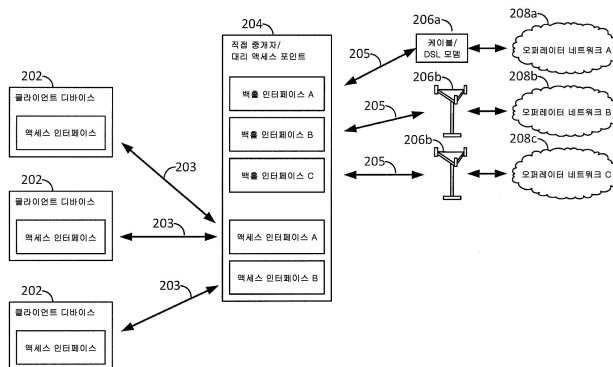 202
클라이언트 디바이스
액세스 인터페이스
203
202
클라이언트 디바이스
액세스 인터페이스
203
202
클라이언트 디바이스
액세스 인터페이스
203
204
직접 중개자/
대리 액세스 포인트
백홀 인터페이스 A
백홀 인터페이스 B
백홀 인터페이스 C
액세스 인터페이스 A
액세스 인터페이스 B
205
206a
케이블/
DSL 모뎀
208a
오퍼레이터 네트워크 A
205
206b
208b
오퍼레이터 네트워크 B
205
206b
208c
오퍼레이터 네트워크 C